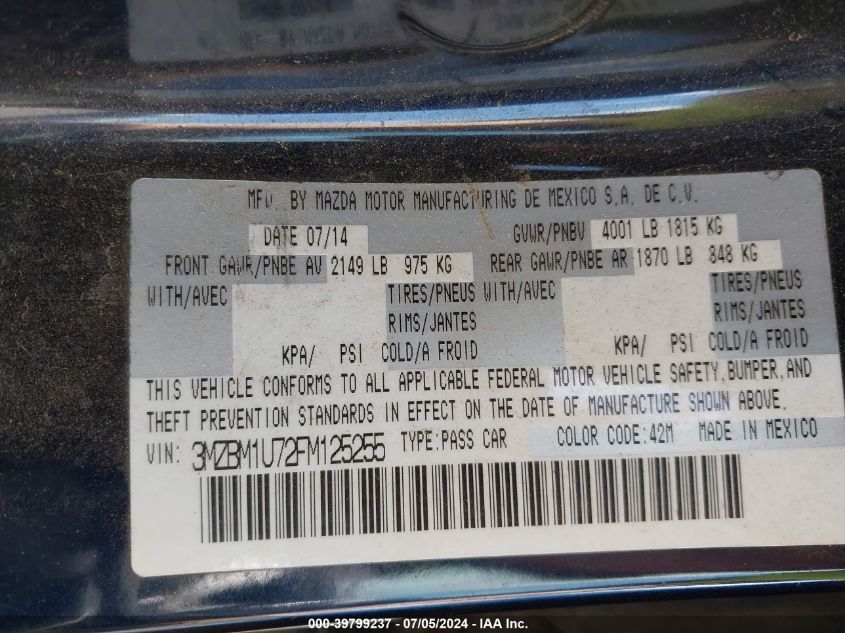 MFW. BY MAZDA MOTOR MANUFACTURING DE MEXICO S.A. DE C.V.
DATE 07/14 GVWR/PNBV 4001 LB 1815 KG
FRONT GAWR/PNBE AV 2149 LB 975 KG REAR GAWR/PNBE AR 1870 LB 848 KG
WITH/AVEC TIRES/PNEUS WITH/AVEC TIRES/PNEUS
RIMS/JANTES RIMS/JANTES
KPA/ PSI COLD/A FROID KPA/ PSI COLD/A FROID
THIS VEHICLE CONFORMS TO ALL APPLICABLE FEDERAL MOTOR VEHICLE SAFETY, BUMPER, AND
THEFT PREVENTION STANDARDS IN EFFECT ON THE DATE OF MANUFACTURE SHOWN ABOVE.
VIN: 3MZBM1U72FM125255 TYPE:PASS CAR COLOR CODE:42M MADE IN MEXICO
000-39799237 - 07/05/2024 - IAA Inc.